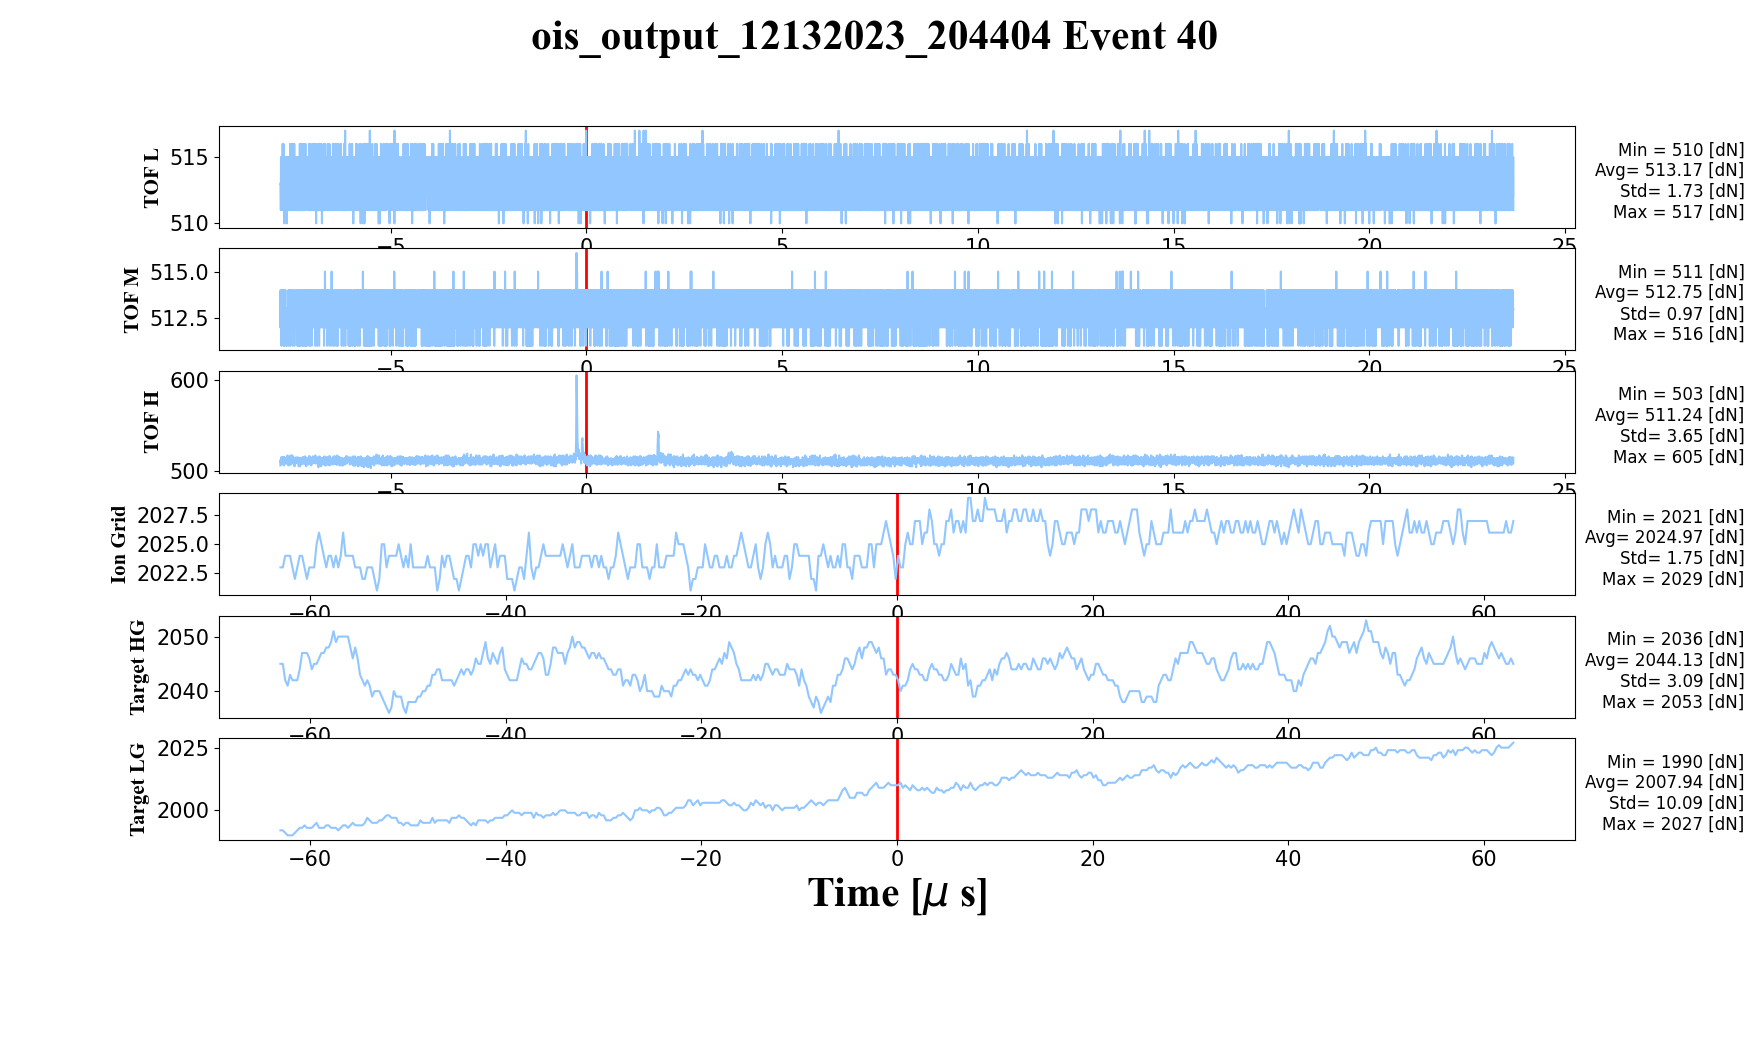 ois_output_12132023_204404 Event 40
TOF L
515
510
−5 0 5 10 15 20 25
Min = 510 [dN]
Avg= 513.17 [dN]
Std= 1.73 [dN]
Max = 517 [dN]
TOF M
515.0
512.5
−5 0 5 10 15 20 25
Min = 511 [dN]
Avg= 512.75 [dN]
Std= 0.97 [dN]
Max = 516 [dN]
TOF H
600
500
−5 0 5 10 15 20 25
Min = 503 [dN]
Avg= 511.24 [dN]
Std= 3.65 [dN]
Max = 605 [dN]
Ion Grid
2027.5
2025.0
2022.5
−60 −40 −20 0 20 40 60
Min = 2021 [dN]
Avg= 2024.97 [dN]
Std= 1.75 [dN]
Max = 2029 [dN]
Target HG
2050
2040
−60 −40 −20 0 20 40 60
Min = 2036 [dN]
Avg= 2044.13 [dN]
Std= 3.09 [dN]
Max = 2053 [dN]
Target LG
2025
2000
−60 −40 −20 0 20 40 60
Min = 1990 [dN]
Avg= 2007.94 [dN]
Std= 10.09 [dN]
Max = 2027 [dN]
Time [μ s]